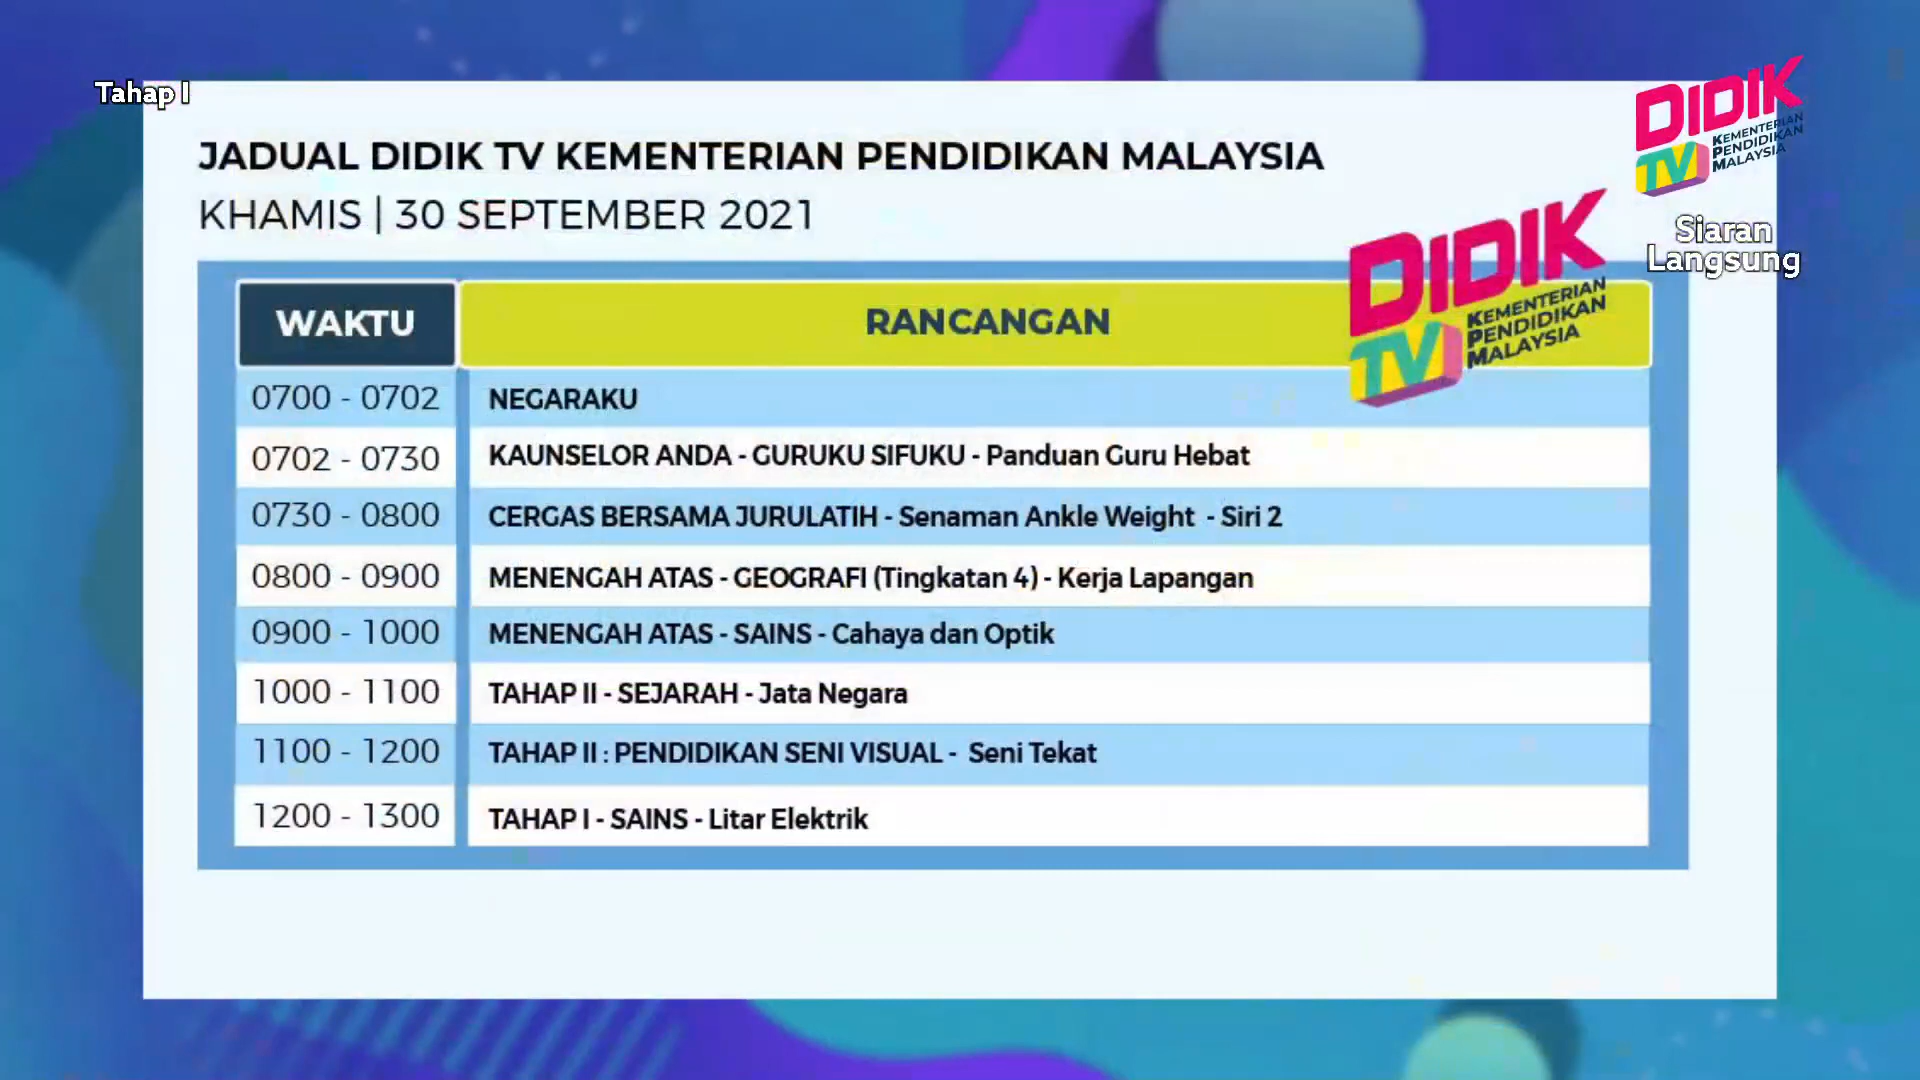 Tahap I
DIDIK
TV
KEMENTERIAN
PENDIDIKAN
MALAYSIA
Siaran
Langsung
JADUAL DIDIK TV KEMENTERIAN PENDIDIKAN MALAYSIA
KHAMIS | 30 SEPTEMBER 2021
DIDIK
TV
KEMENTERIAN
PENDIDIKAN
MALAYSIA
WAKTU RANCANGAN
0700 - 0702 NEGARAKU
0702 - 0730 KAUNSELOR ANDA - GURUKU SIFUKU - Panduan Guru Hebat
0730 - 0800 CERGAS BERSAMA JURULATIH - Senaman Ankle Weight - Siri 2
0800 - 0900 MENENGAH ATAS - GEOGRAFI (Tingkatan 4) - Kerja Lapangan
0900 - 1000 MENENGAH ATAS - SAINS - Cahaya dan Optik
1000 - 1100 TAHAP II - SEJARAH - Jata Negara
1100 - 1200 TAHAP II : PENDIDIKAN SENI VISUAL - Seni Tekat
1200 - 1300 TAHAP I - SAINS - Litar Elektrik